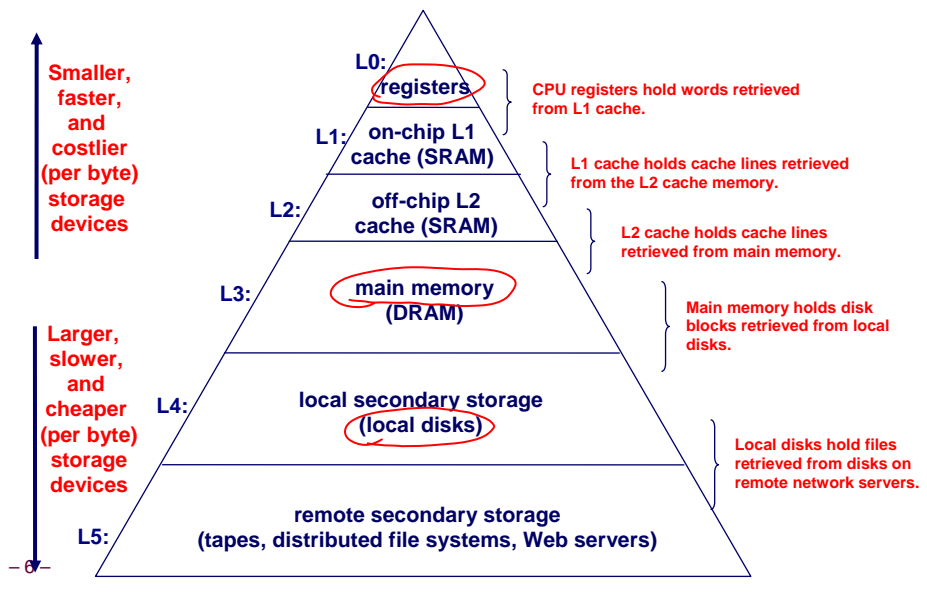 Smaller,
faster,
and
costlier
(per byte)
storage
devices
Larger,
slower,
and
cheaper
(per byte)
storage
devices
L0:
registers
CPU registers hold words retrieved
from L1 cache.
L1:
on-chip L1
cache (SRAM)
L1 cache holds cache lines retrieved
from the L2 cache memory.
L2:
off-chip L2
cache (SRAM)
L2 cache holds cache lines
retrieved from main memory.
L3:
main memory
(DRAM)
Main memory holds disk
blocks retrieved from local
disks.
L4:
local secondary storage
(local disks)
Local disks hold files
retrieved from disks on
remote network servers.
L5:
remote secondary storage
(tapes, distributed file systems, Web servers)
– 6 –